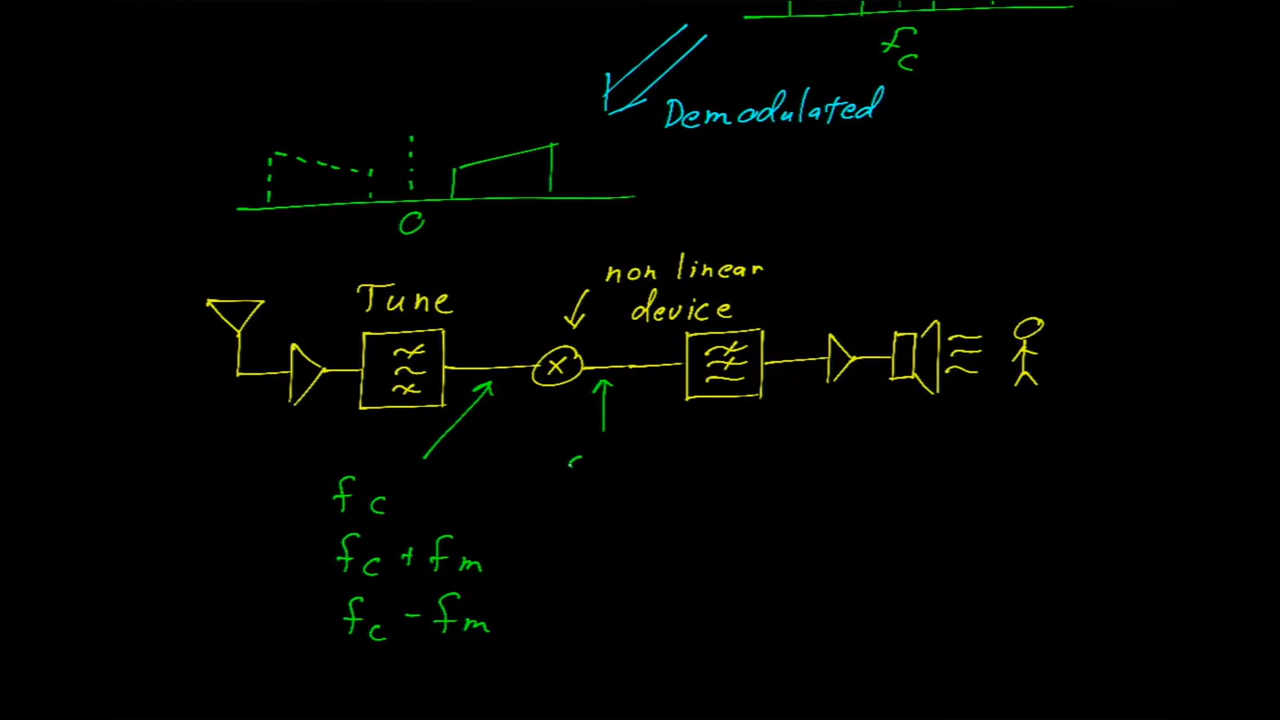 fc
Demodulated
0
non linear
device
Tune
x
fc
fc + fm
fc - fm